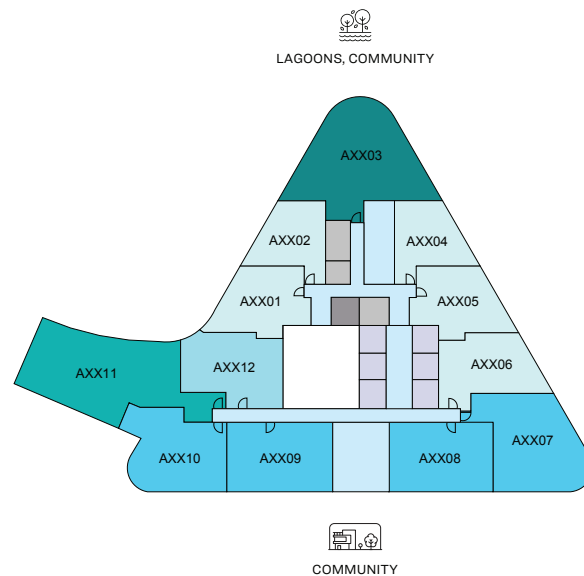 LAGOONS, COMMUNITY
AXX03
AXX02
AXX04
AXX01
AXX05
AXX11
AXX12
AXX06
AXX10
AXX09
AXX08
AXX07
COMMUNITY